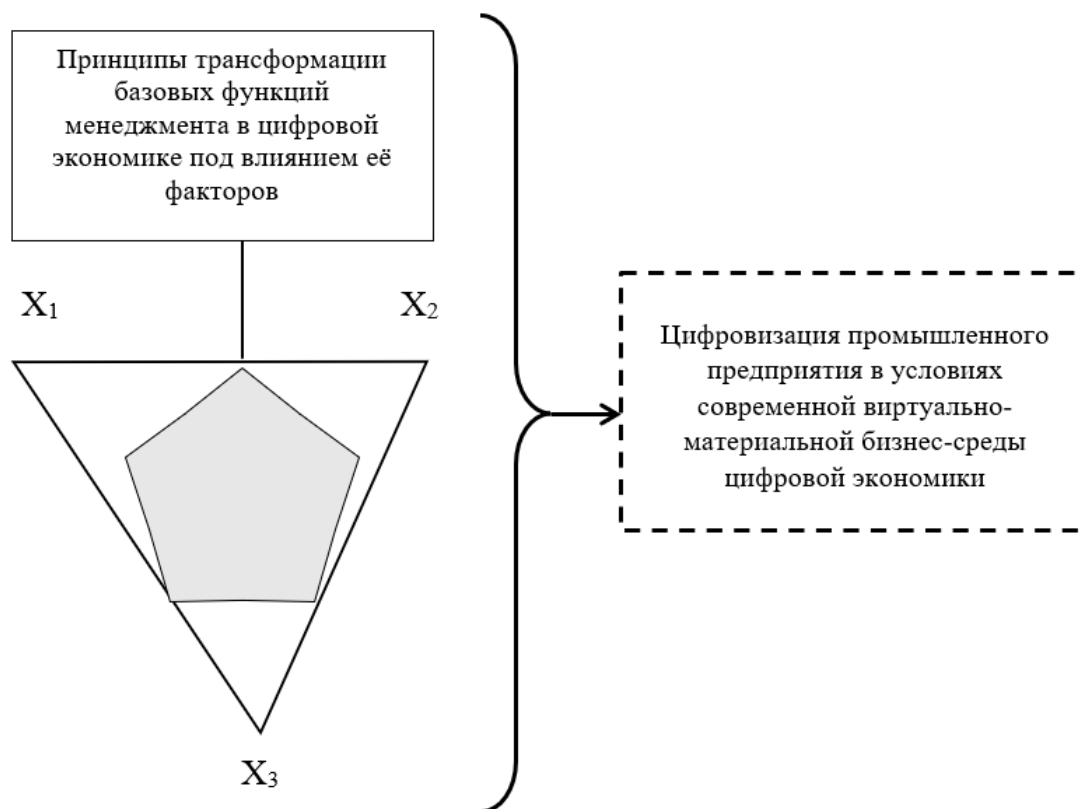 Принципы трансформации
базовых функций
менеджмента в цифровой
экономике под влиянием её
факторов
X₁
X₂
Цифровизация промышленного
предприятия в условиях
современной виртуально-
материальной бизнес-среды
цифровой экономики
X₃